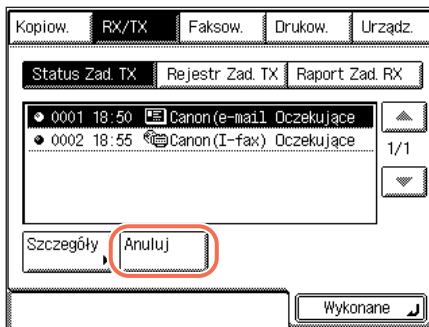 Kopiow. RX/TX Faksow. Drukow. Urządz.
Status Zad. TX Rejestr Zad. TX Raport Zad. RX
0001 18:50 Canon(e-mail Oczekujące
0002 18:55 Canon(I-fax) Oczekujące
1/1
Szczegóły Anuluj
Wykonane